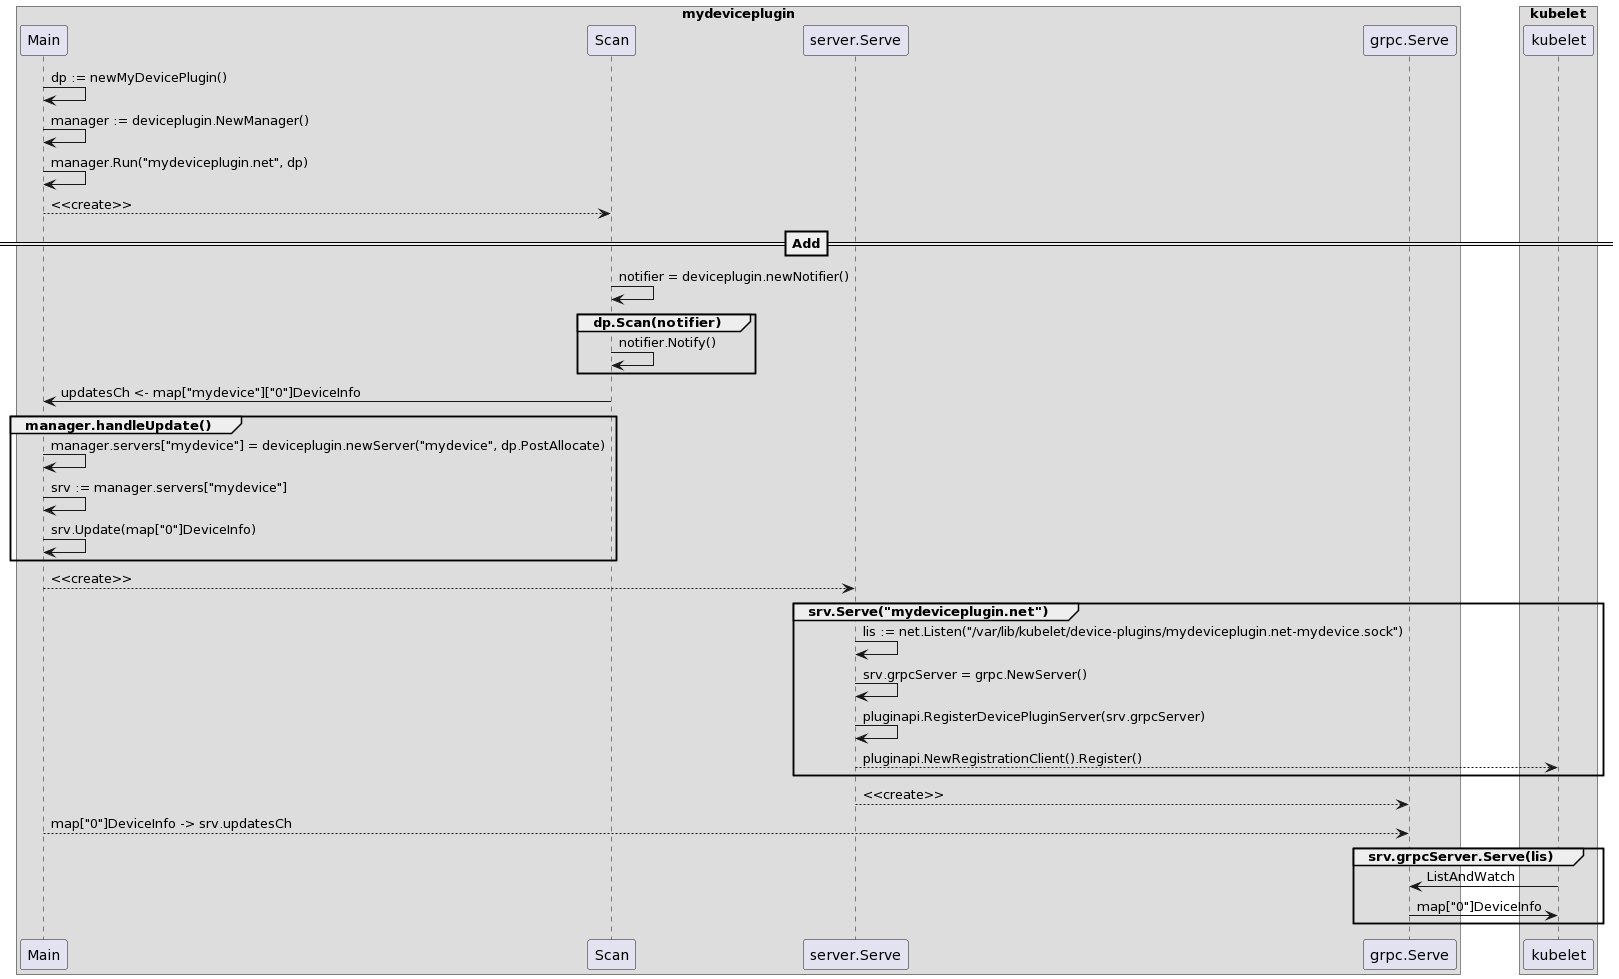 mydeviceplugin
kubelet
Main
Scan
server.Serve
grpc.Serve
kubelet
dp := newMyDevicePlugin()
manager := deviceplugin.NewManager()
manager.Run("mydeviceplugin.net", dp)
<<create>>
Add
notifier = deviceplugin.newNotifier()
dp.Scan(notifier)
notifier.Notify()
updatesCh <- map["mydevice"]["0"]DeviceInfo
manager.handleUpdate()
manager.servers["mydevice"] = deviceplugin.newServer("mydevice", dp.PostAllocate)
srv := manager.servers["mydevice"]
srv.Update(map["0"]DeviceInfo)
<<create>>
srv.Serve("mydeviceplugin.net")
lis := net.Listen("/var/lib/kubelet/device-plugins/mydeviceplugin.net-mydevice.sock")
srv.grpcServer = grpc.NewServer()
pluginapi.RegisterDevicePluginServer(srv.grpcServer)
pluginapi.NewRegistrationClient().Register()
<<create>>
map["0"]DeviceInfo -> srv.updatesCh
srv.grpcServer.Serve(lis)
ListAndWatch
map["0"]DeviceInfo
Main
Scan
server.Serve
grpc.Serve
kubelet